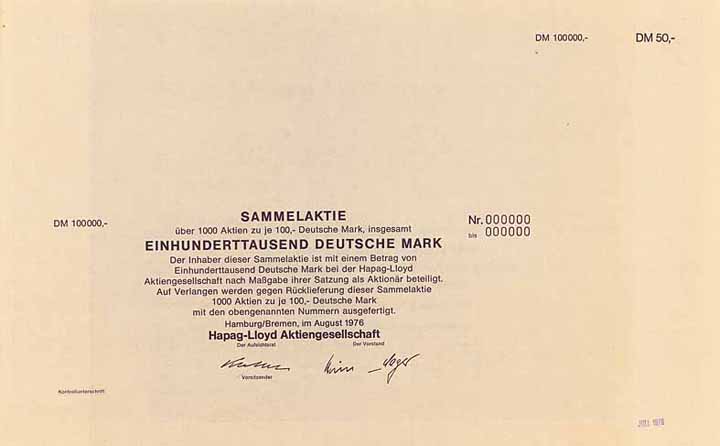 DM 100000,-
DM 50,-
SAMMELAKTIE
über 1000 Aktien zu je 100,- Deutsche Mark, insgesamt
EINHUNDERTTAUSEND DEUTSCHE MARK
Der Inhaber dieser Sammelaktie ist mit einem Betrag von
Einhunderttausend Deutsche Mark bei der Hapag-Lloyd
Aktiengesellschaft nach Maßgabe ihrer Satzung als Aktionär beteiligt.
Auf Verlangen werden gegen Rücklieferung dieser Sammelaktie
1000 Aktien zu je 100,- Deutsche Mark
mit den obengenannten Nummern ausgefertigt.
Hamburg/Bremen, im August 1976
Hapag-Lloyd Aktiengesellschaft
Der Aufsichtsrat
Der Vorstand
Vorsitzender
DM 100000,-
Nr. 000000
bis 000000
Kontrollunterschrift